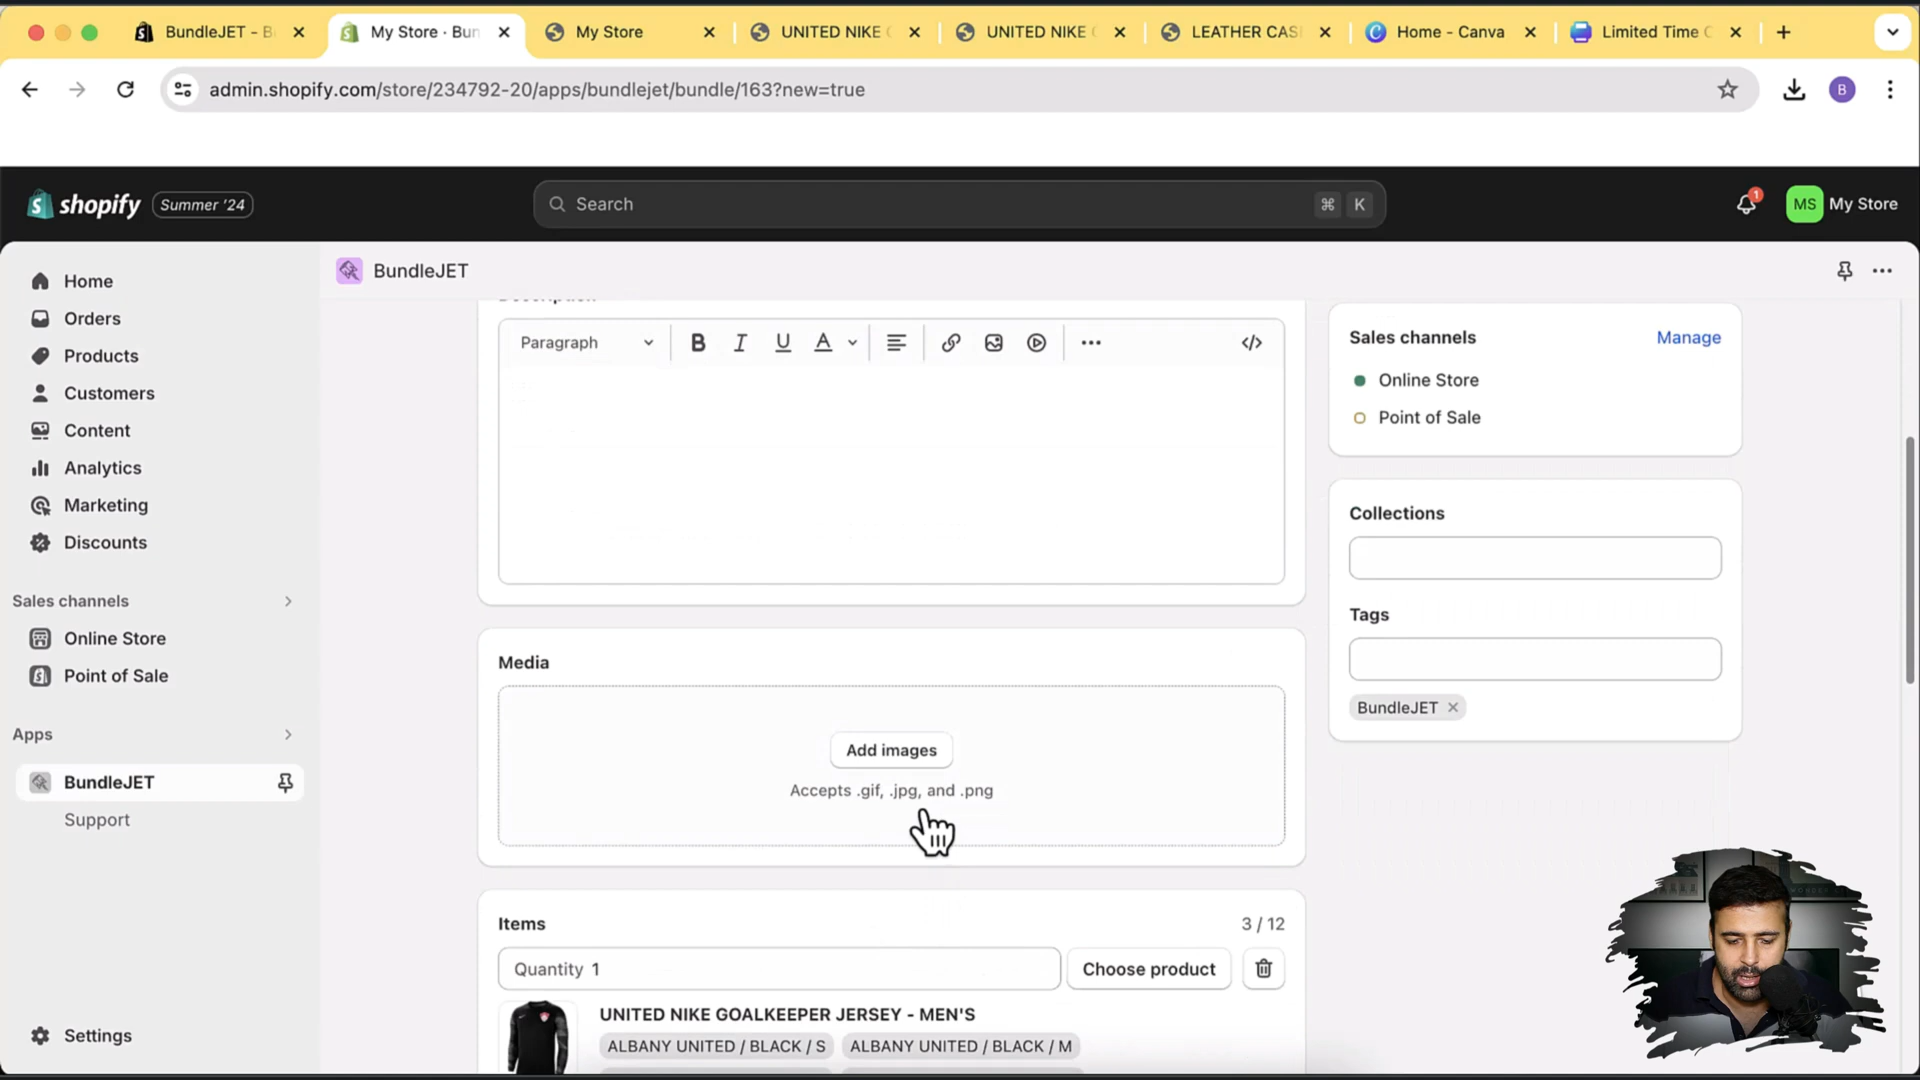 BundleJET - B
My Store · Bun
My Store
UNITED NIKE
UNITED NIKE
LEATHER CAS
Home - Canva
Limited Time
admin.shopify.com/store/234792-20/apps/bundlejet/bundle/163?new=true
B
shopify
Summer '24
Search
⌘ K
1
MS
My Store
Home
Orders
Products
Customers
Content
Analytics
Marketing
Discounts
Sales channels
Online Store
Point of Sale
Apps
BundleJET
Support
Settings
BundleJET
Description
Paragraph
B I U A
Media
Add images
Accepts .gif, .jpg, and .png
Items
3 / 12
Quantity 1
Choose product
UNITED NIKE GOALKEEPER JERSEY - MEN'S
ALBANY UNITED / BLACK / S
ALBANY UNITED / BLACK / M
Sales channels
Manage
Online Store
Point of Sale
Collections
Tags
BundleJET